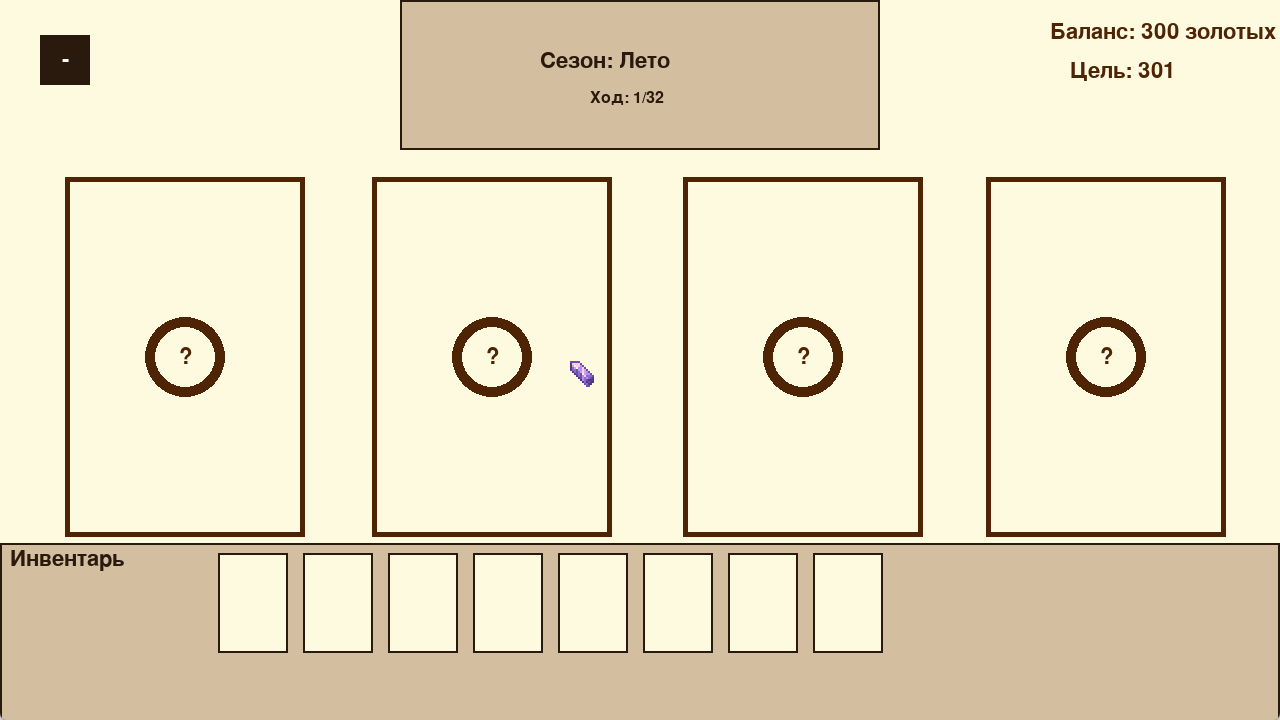 -
Сезон: Лето
Ход: 1/32
Баланс: 300 золотых
Цель: 301
?
?
?
?
Инвентарь